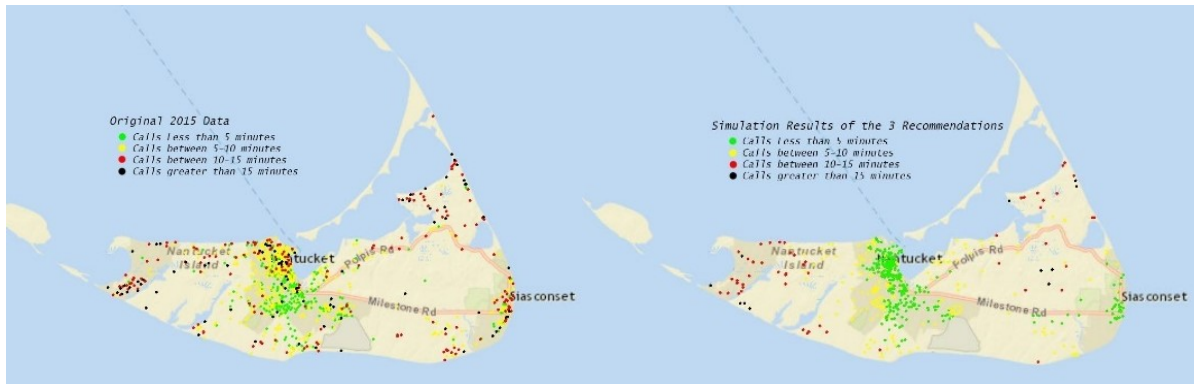 Original 2015 Data
Calls Less than 5 minutes
Calls between 5-10 minutes
Calls between 10-15 minutes
Calls greater than 15 minutes
Nantucket
Island
Polpis Rd
Milestone Rd
Siasconset
Simulation Results of the 3 Recommendations
Calls Less than 5 minutes
Calls between 5-10 minutes
Calls between 10-15 minutes
Calls greater than 15 minutes
Nantucket
Island
Nantucket
Polpis Rd
Milestone Rd
Siasconset